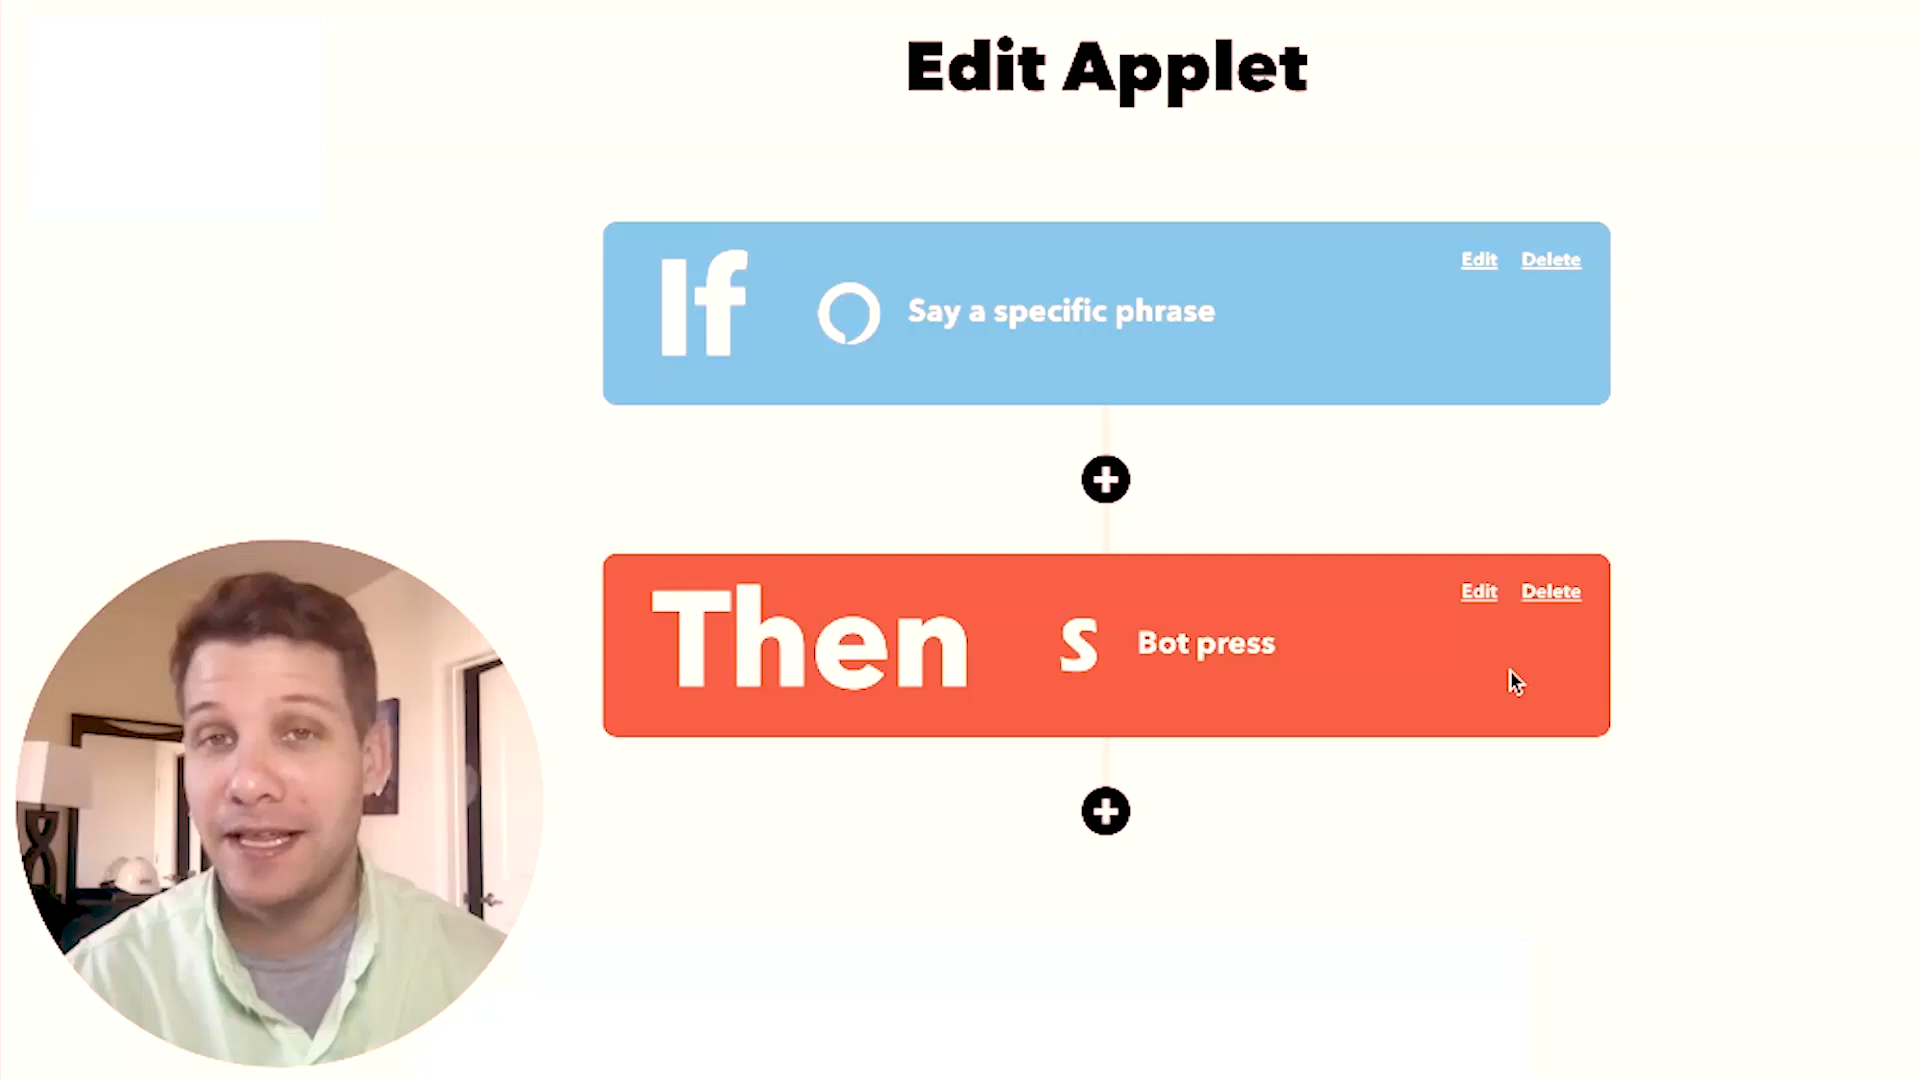 Edit Applet
If
Say a specific phrase
Edit Delete
Then
S
Bot press
Edit Delete